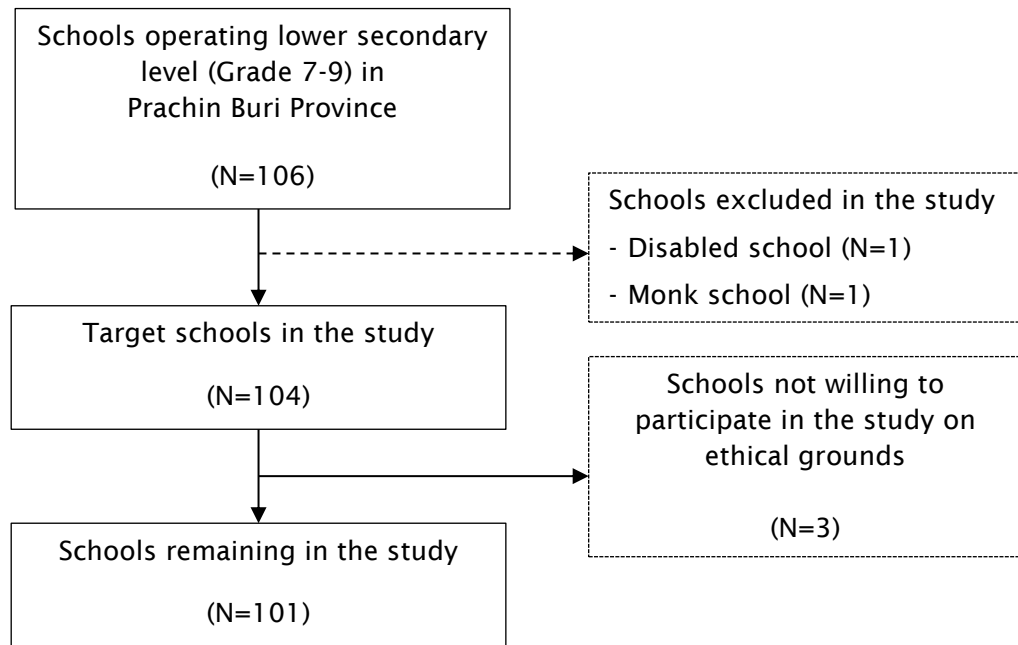 Schools operating lower secondary
level (Grade 7-9) in
Prachin Buri Province
(N=106)
Schools excluded in the study
- Disabled school (N=1)
- Monk school (N=1)
Target schools in the study
(N=104)
Schools not willing to
participate in the study on
ethical grounds
(N=3)
Schools remaining in the study
(N=101)